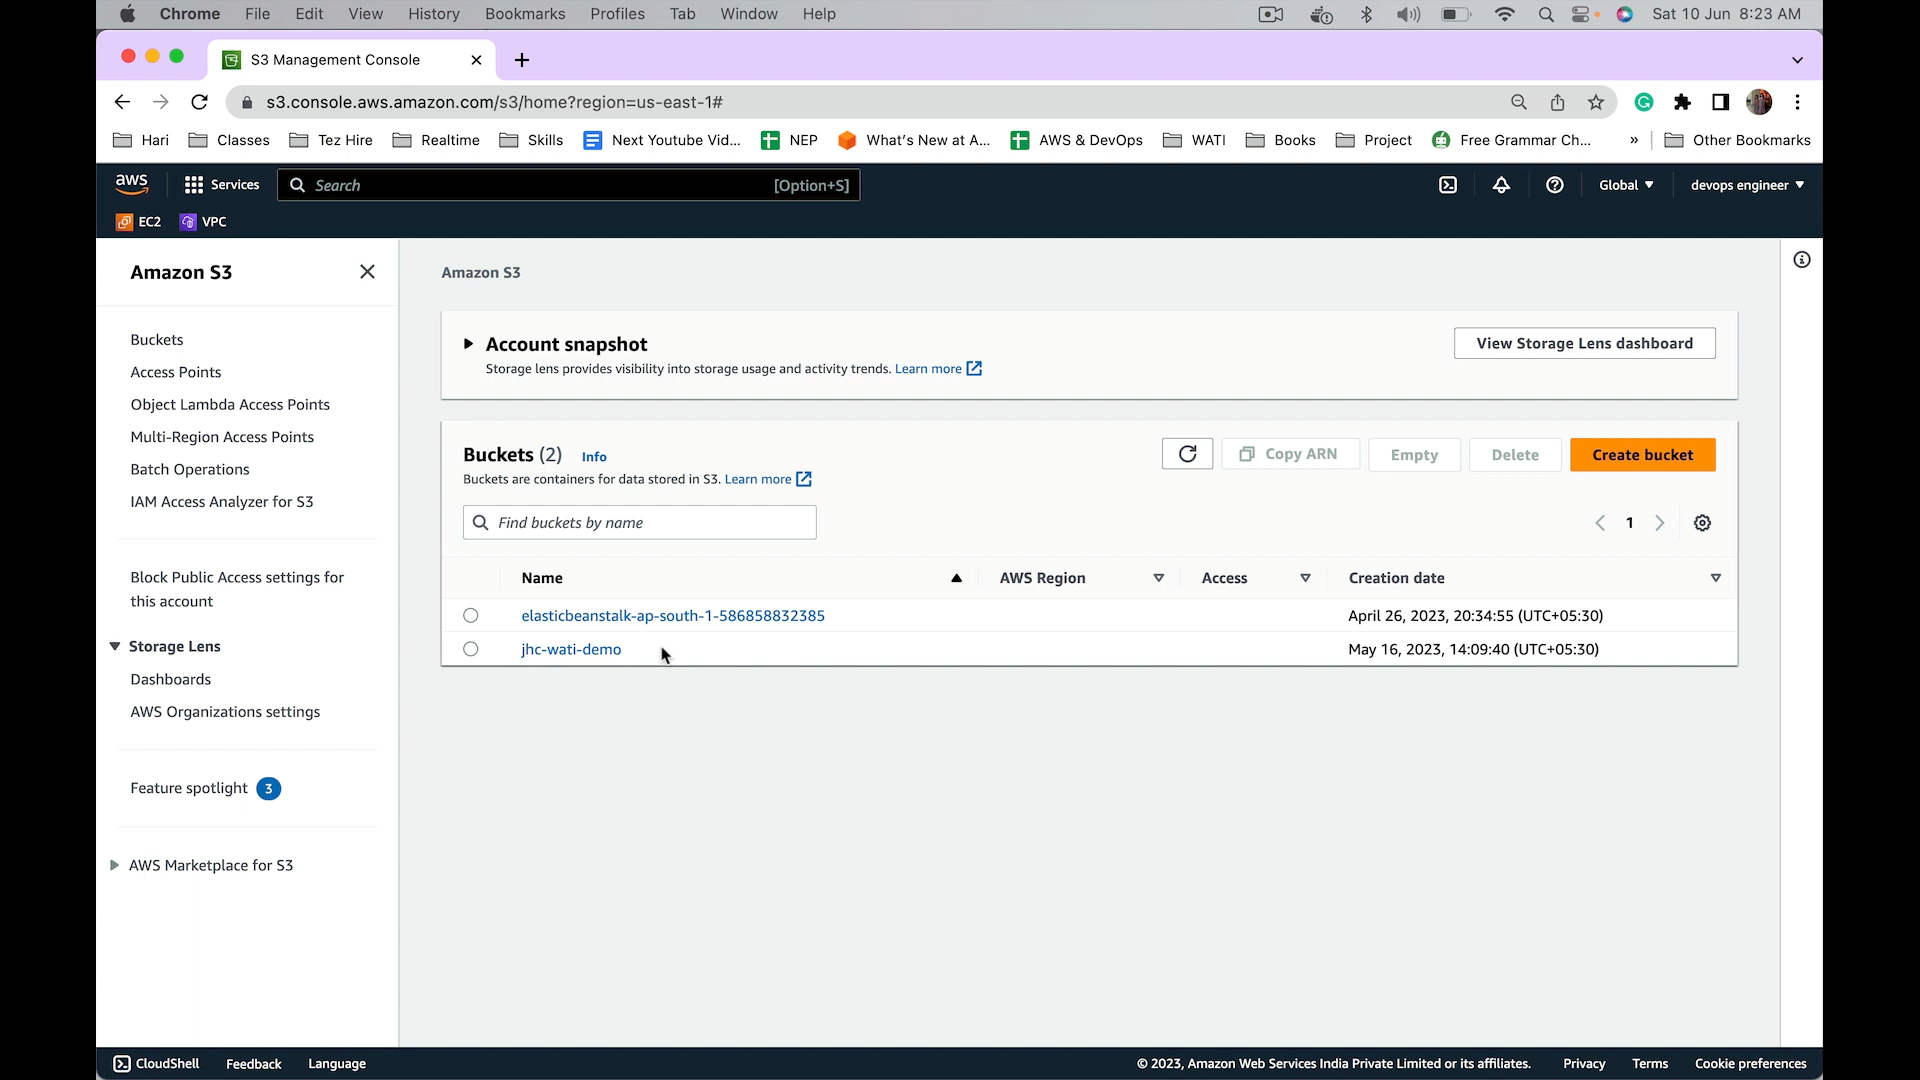 Chrome File Edit View History Bookmarks Profiles Tab Window Help Sat 10 Jun 8:23 AM
S3 Management Console
s3.console.aws.amazon.com/s3/home?region=us-east-1#
Hari Classes Tez Hire Realtime Skills Next Youtube Vid... NEP What's New at A... AWS & DevOps WATI Books Project Free Grammar Ch... » Other Bookmarks
aws Services Search [Option+S] Global devops engineer
EC2 VPC
Amazon S3
Buckets
Access Points
Object Lambda Access Points
Multi-Region Access Points
Batch Operations
IAM Access Analyzer for S3
Block Public Access settings for
this account
Storage Lens
Dashboards
AWS Organizations settings
Feature spotlight 3
AWS Marketplace for S3
Amazon S3
Account snapshot
Storage lens provides visibility into storage usage and activity trends. Learn more
View Storage Lens dashboard
Buckets (2) Info
Buckets are containers for data stored in S3. Learn more
Copy ARN Empty Delete Create bucket
Find buckets by name
1
Name AWS Region Access Creation date
elasticbeanstalk-ap-south-1-586858832385 April 26, 2023, 20:34:55 (UTC+05:30)
jhc-wati-demo May 16, 2023, 14:09:40 (UTC+05:30)
CloudShell Feedback Language © 2023, Amazon Web Services India Private Limited or its affiliates. Privacy Terms Cookie preferences